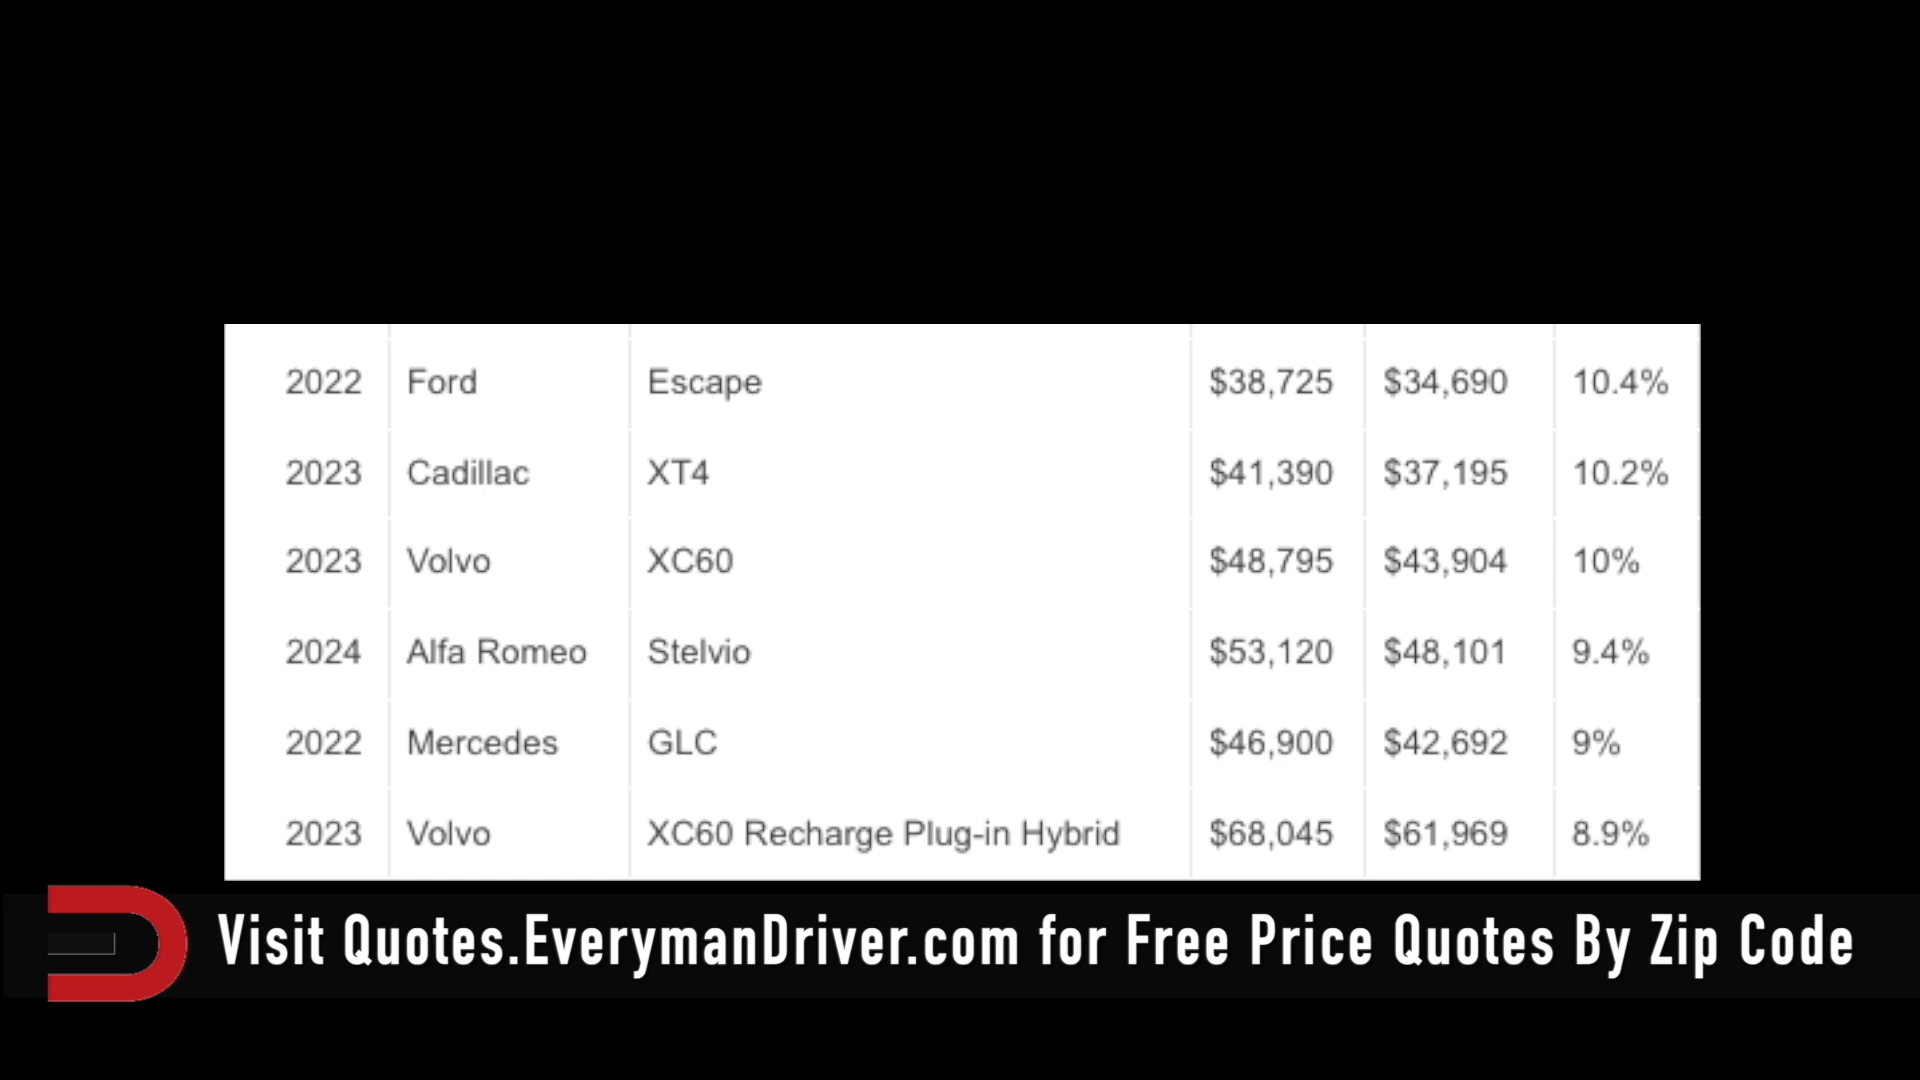 2022 Ford Escape $38,725 $34,690 10.4%
2023 Cadillac XT4 $41,390 $37,195 10.2%
2023 Volvo XC60 $48,795 $43,904 10%
2024 Alfa Romeo Stelvio $53,120 $48,101 9.4%
2022 Mercedes GLC $46,900 $42,692 9%
2023 Volvo XC60 Recharge Plug-in Hybrid $68,045 $61,969 8.9%
Visit Quotes.EverymanDriver.com for Free Price Quotes By Zip Code